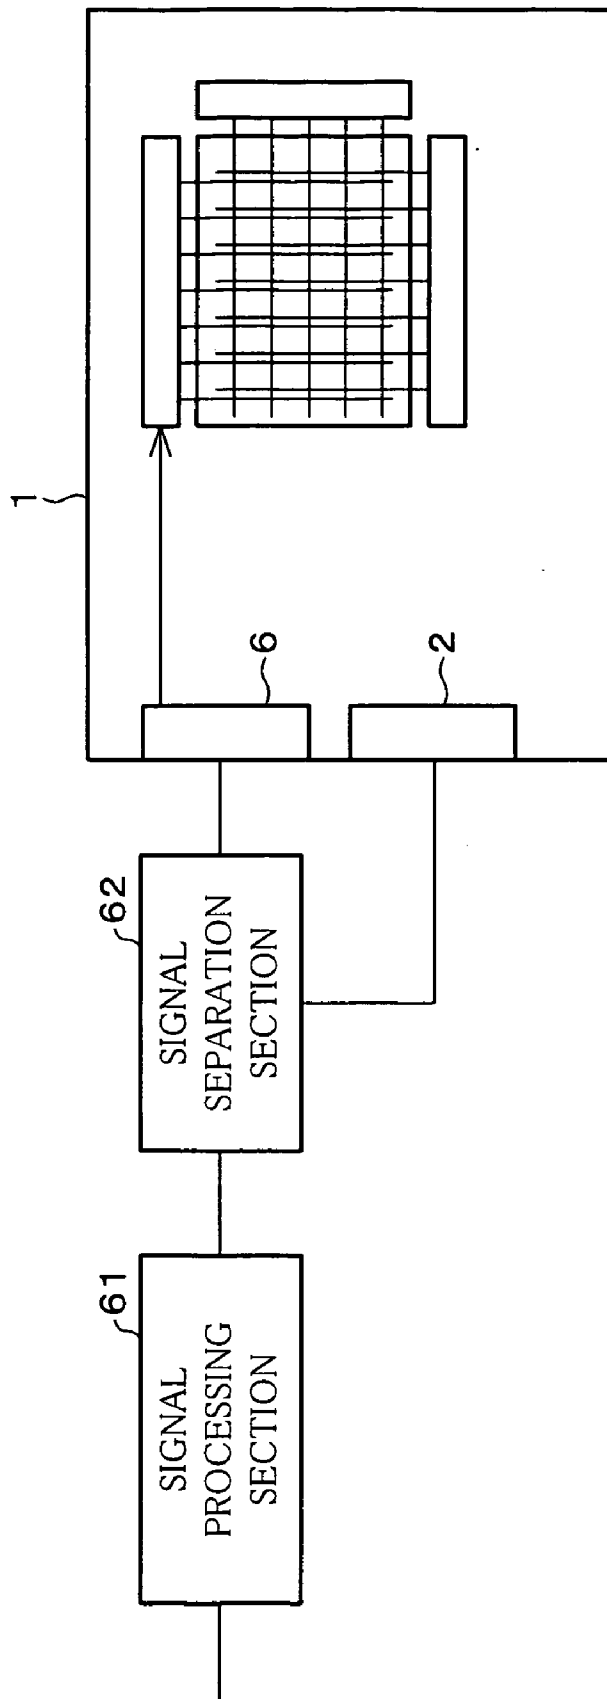 1
6
2
62
SIGNAL
SEPARATION
SECTION
61
SIGNAL
PROCESSING
SECTION